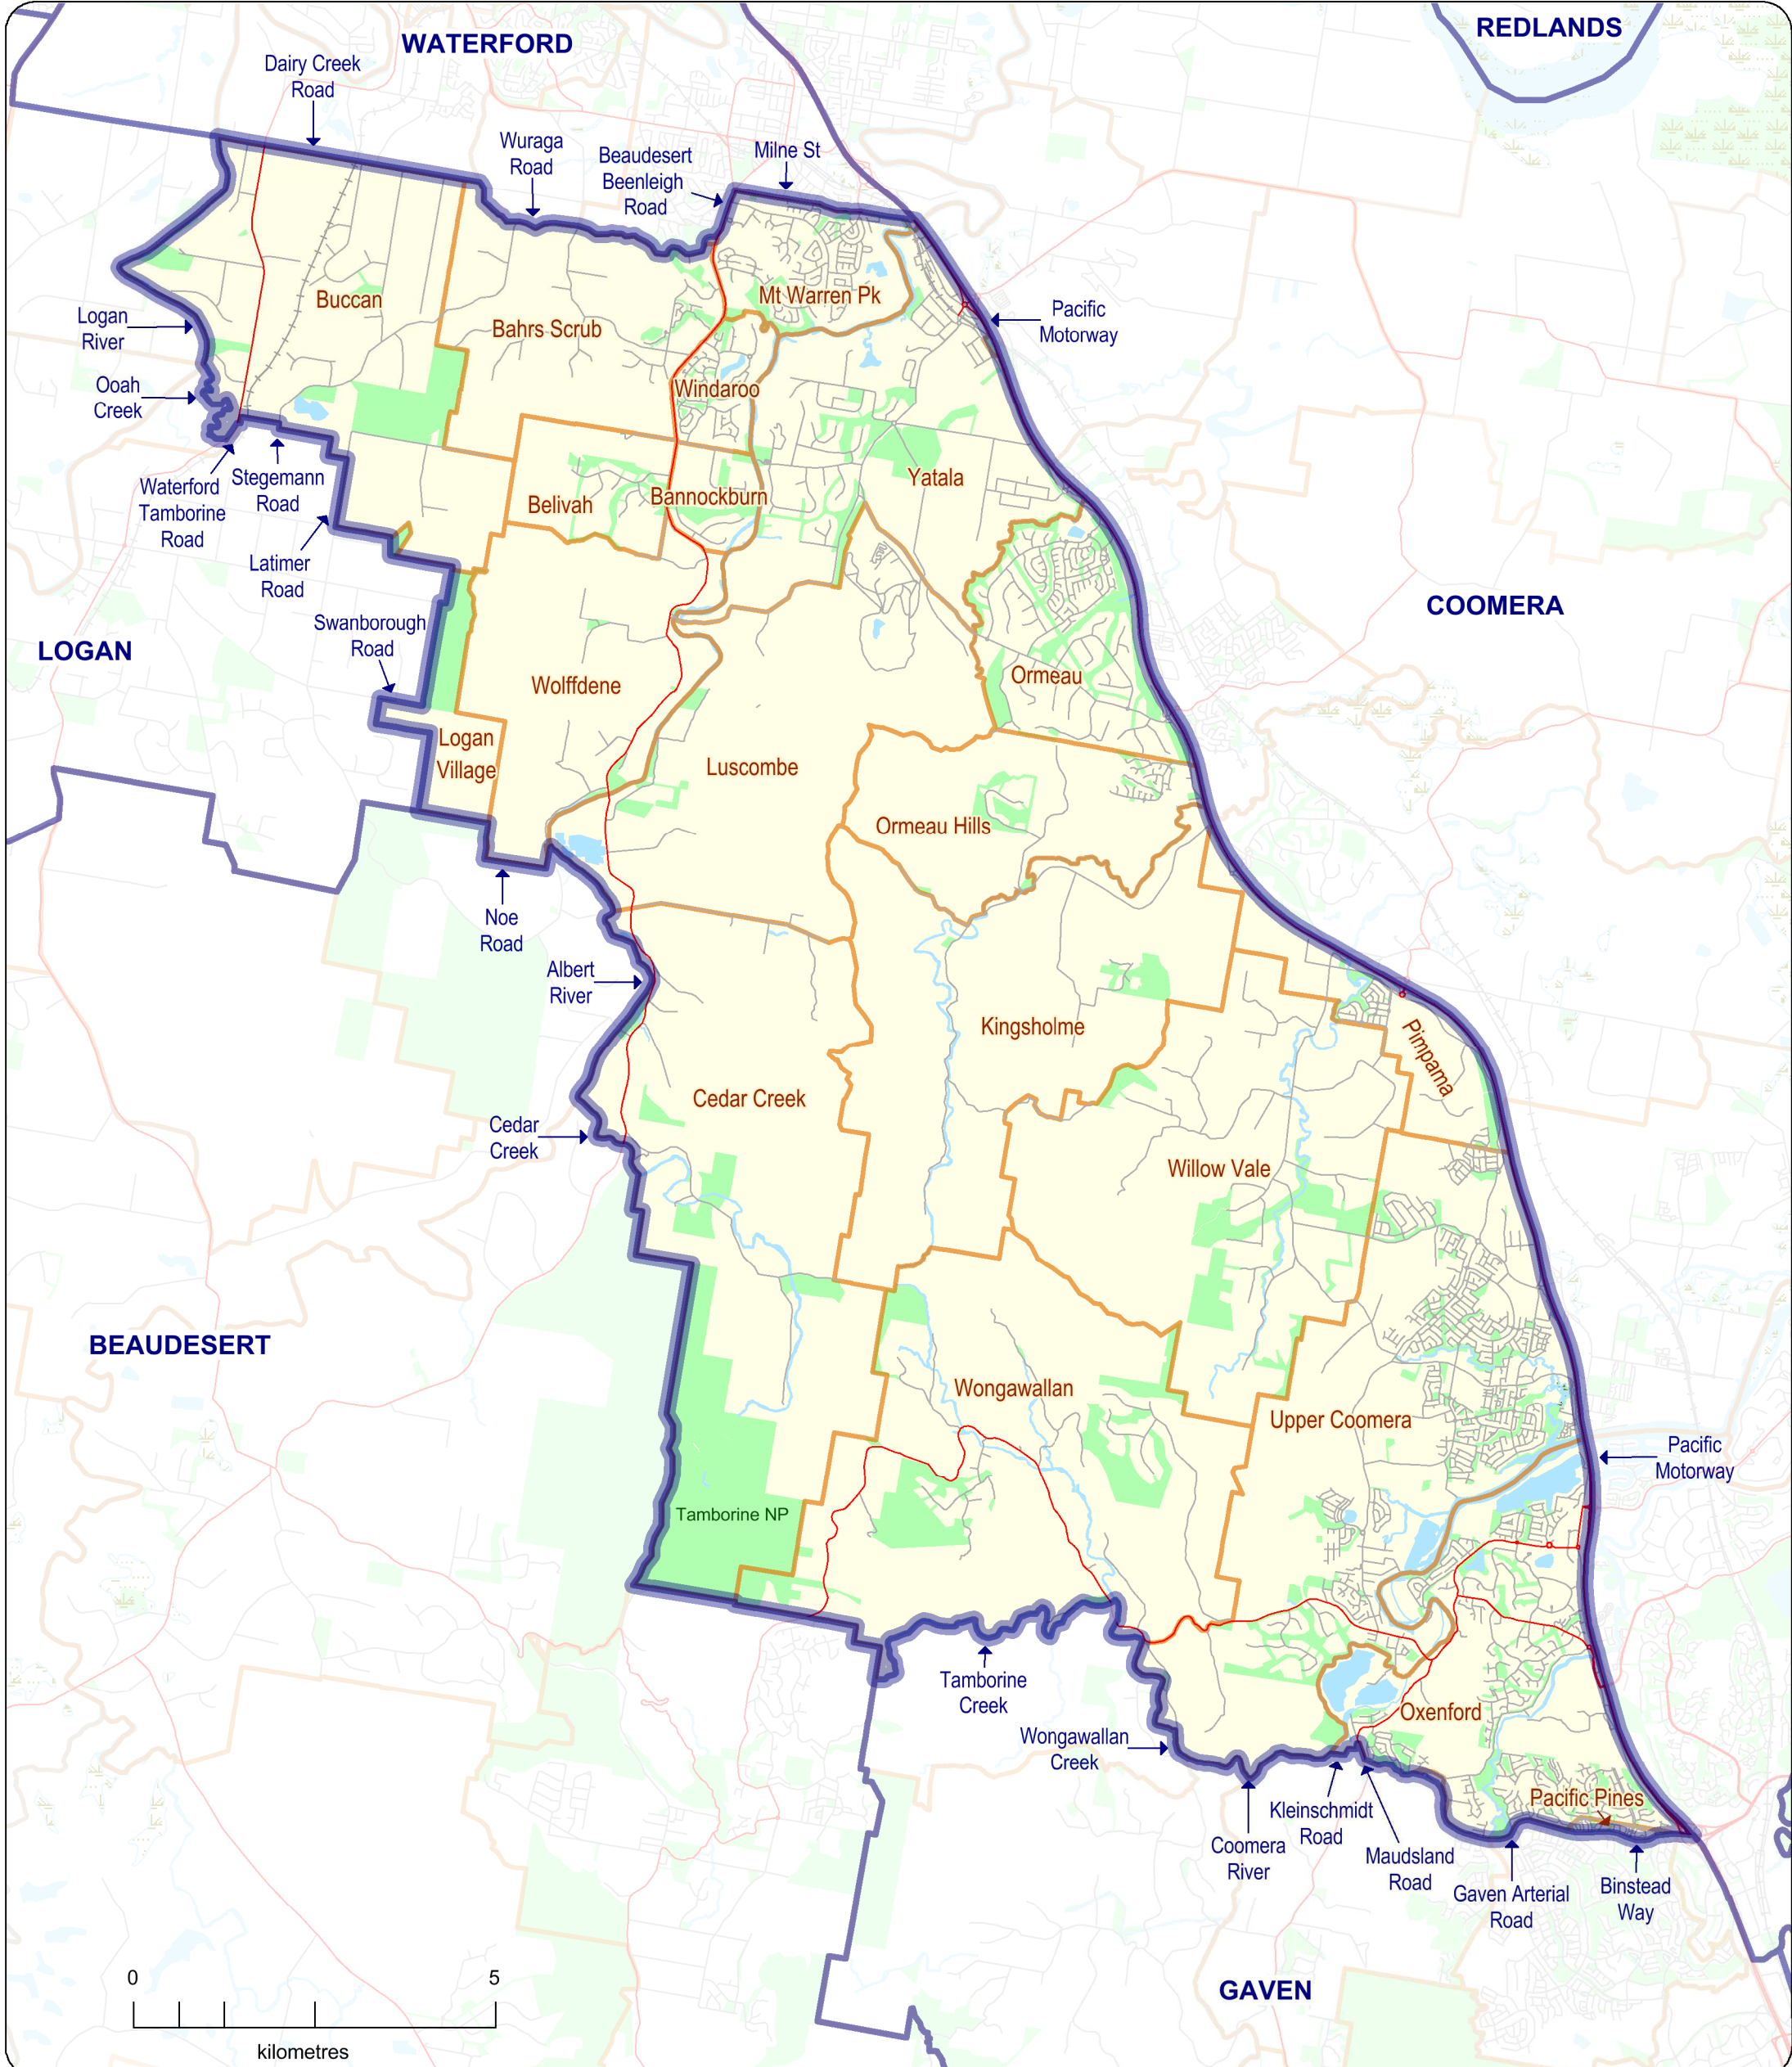 WATERFORD
REDLANDS
Dairy Creek
Road
Wuraga
Road
Beaudesert
Beenleigh
Road
Milne St
Buccan
Bahrs Scrub
Mt Warren Pk
Pacific
Motorway
Logan
River
Ooah
Creek
Windaroo
Waterford
Tamborine
Road
Stegemann
Road
Latimer
Road
Belivah
Bannockburn
Yatala
COOMERA
LOGAN
Swanborough
Road
Wolffdene
Ormeau
Logan
Village
Luscombe
Ormeau Hills
Noe
Road
Albert
River
Kingsholme
Pimpama
Cedar Creek
Cedar
Creek
Willow Vale
BEAUDESERT
Wongawallan
Upper Coomera
Pacific
Motorway
Tamborine NP
Tamborine
Creek
Wongawallan
Creek
Oxenford
Pacific Pines
Coomera
River
Kleinschmidt
Road
Maudsland
Road
Gaven Arterial
Road
Binstead
Way
GAVEN
0 5
kilometres